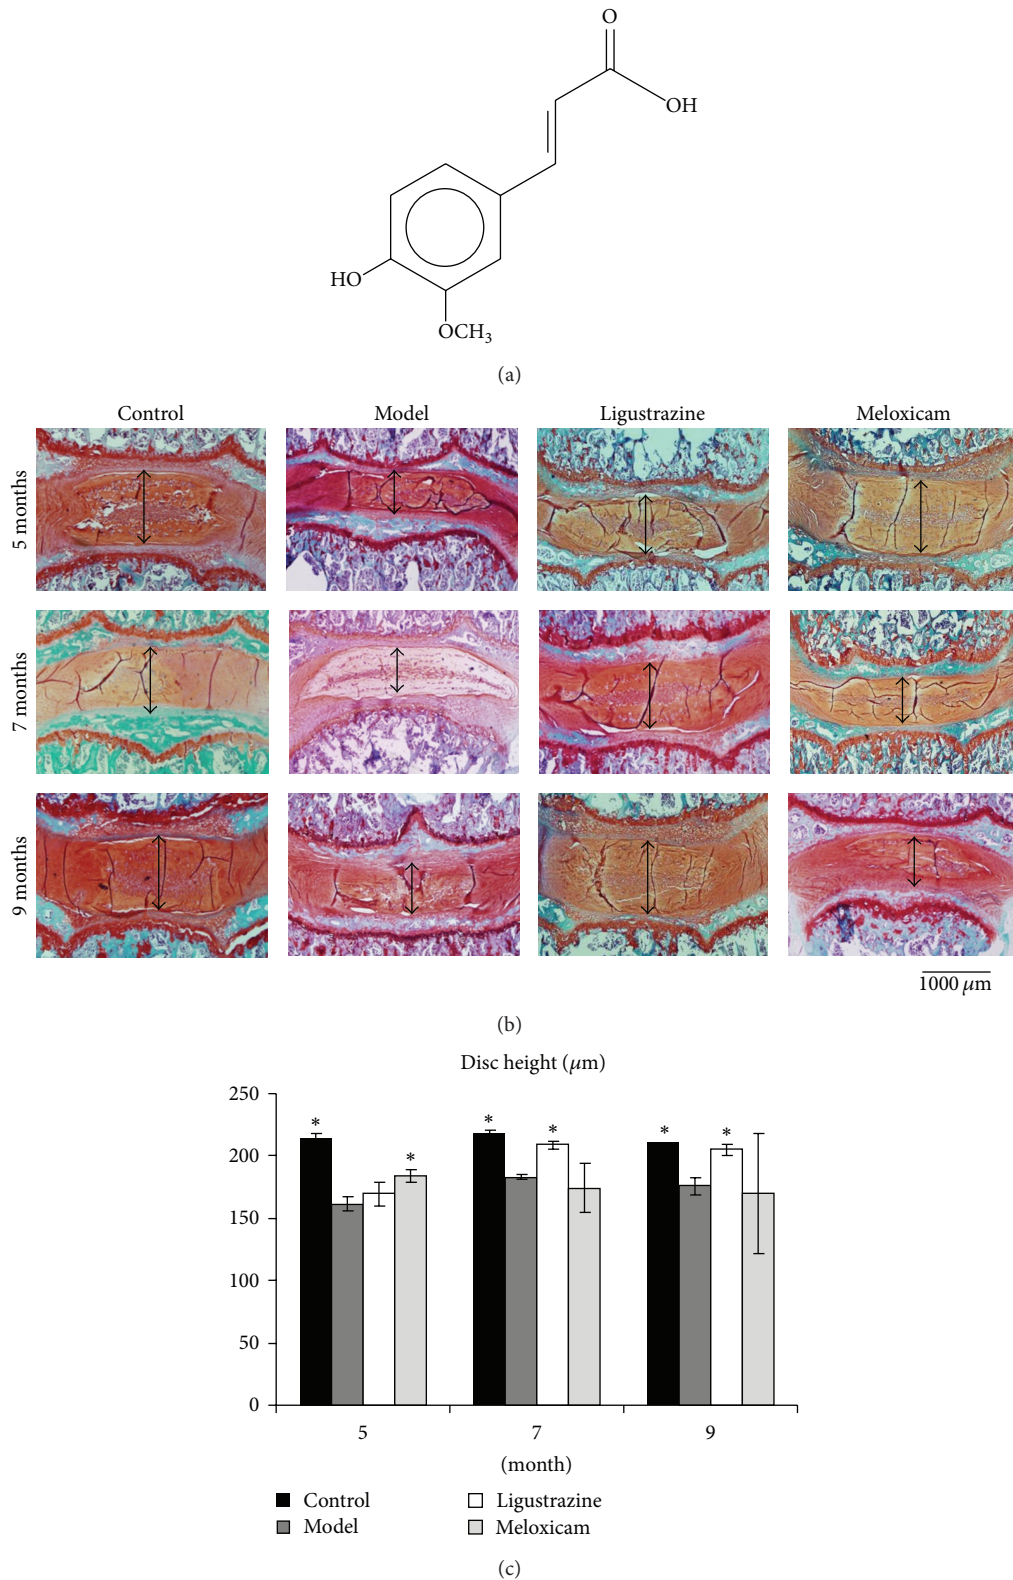 O
OH
HO
OCH3
(a)
Control Model Ligustrazine Meloxicam
5 months
7 months
9 months
1000 μm
(b)
Disc height (μm)
250
200
150
100
50
0
* * * * * *
5 7 9
(month)
Control Ligustrazine
Model Meloxicam
(c)